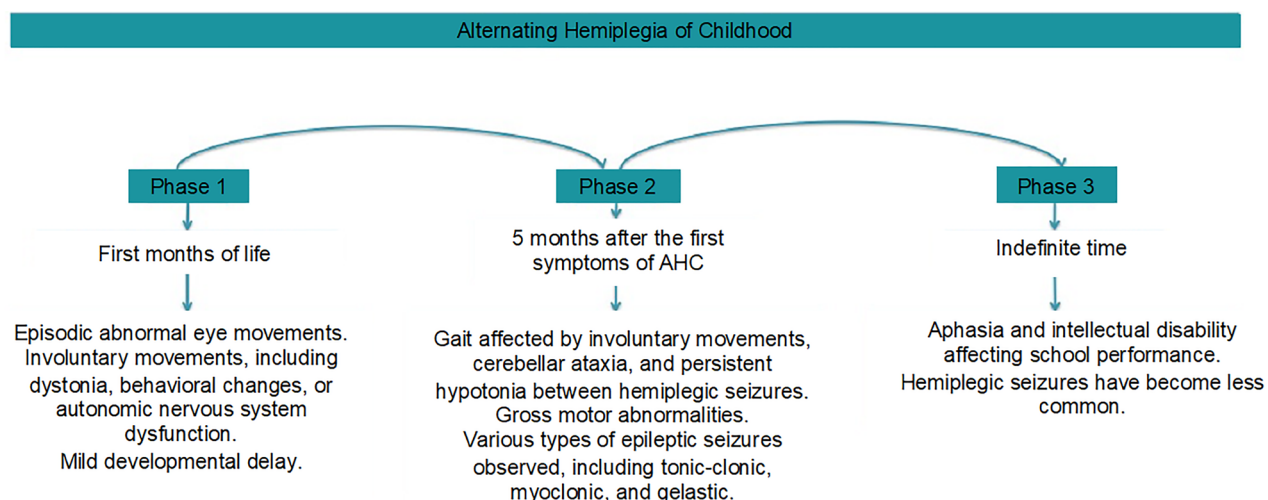 Alternating Hemiplegia of Childhood
Phase 1
First months of life
Episodic abnormal eye movements.
Involuntary movements, including
dystonia, behavioral changes, or
autonomic nervous system
dysfunction.
Mild developmental delay.
Phase 2
5 months after the first
symptoms of AHC
Gait affected by involuntary movements,
cerebellar ataxia, and persistent
hypotonia between hemiplegic seizures.
Gross motor abnormalities.
Various types of epileptic seizures
observed, including tonic-clonic,
myoclonic, and gelastic.
Phase 3
Indefinite time
Aphasia and intellectual disability
affecting school performance.
Hemiplegic seizures have become less
common.